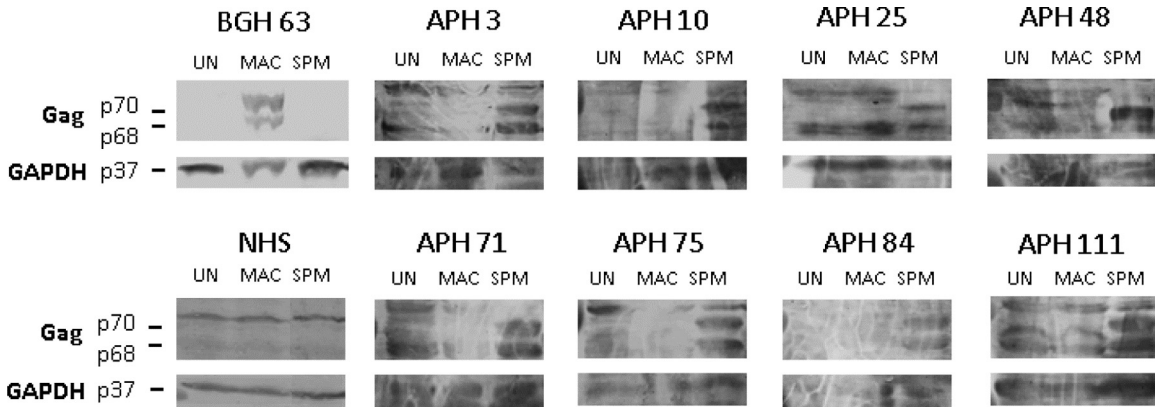 BGH 63 APH 3 APH 10 APH 25 APH 48
UN MAC SPM UN MAC SPM UN MAC SPM UN MAC SPM UN MAC SPM
Gag p70
p68
GAPDH p37
NHS APH 71 APH 75 APH 84 APH 111
UN MAC SPM UN MAC SPM UN MAC SPM UN MAC SPM UN MAC SPM
Gag p70
p68
GAPDH p37